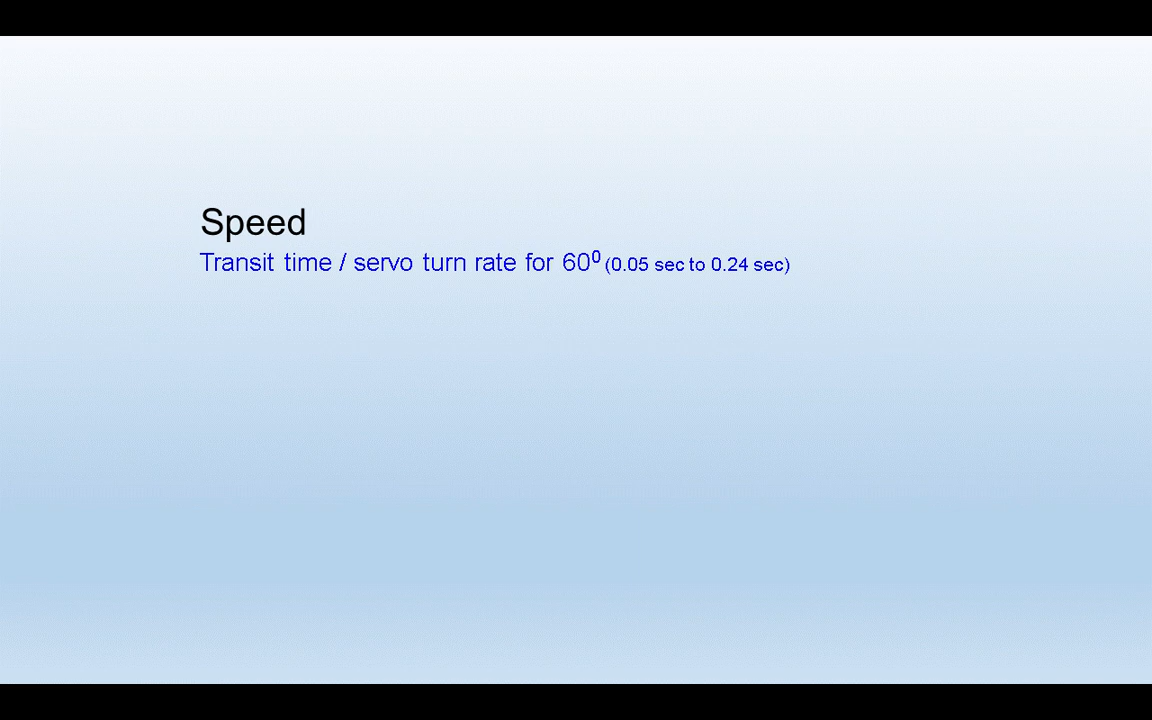 Speed
Transit time / servo turn rate for 60⁰ (0.05 sec to 0.24 sec)